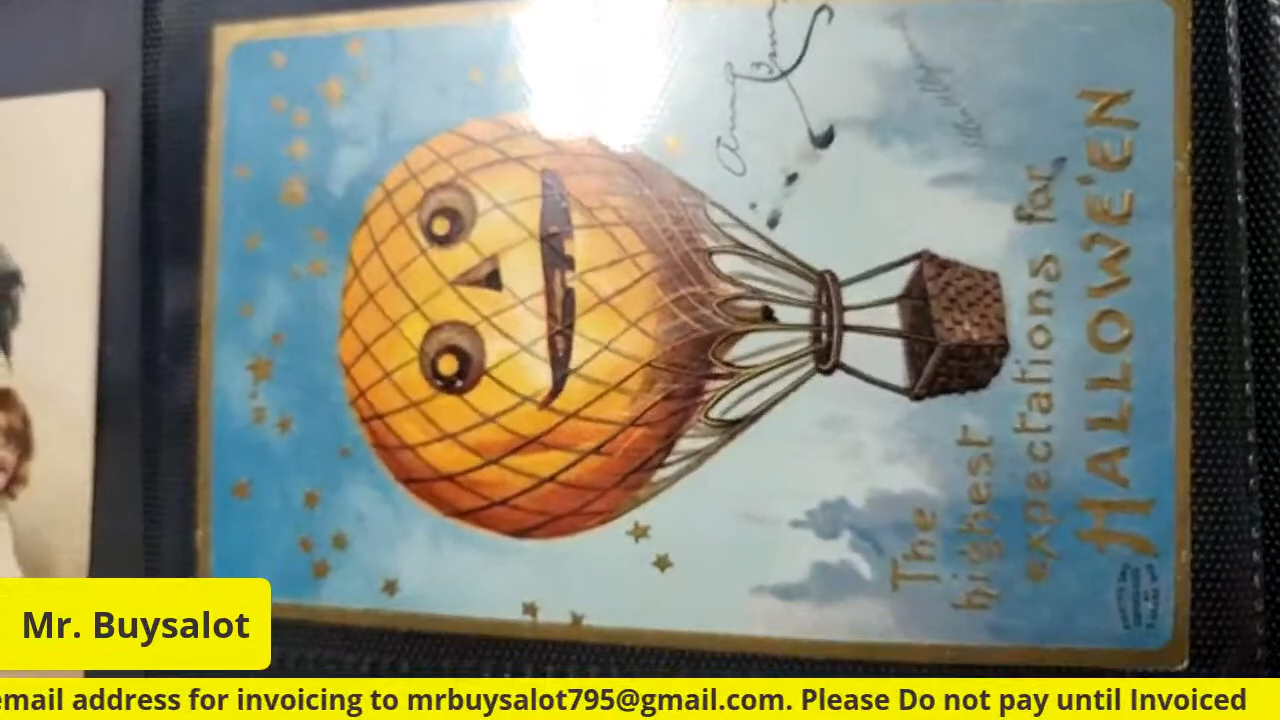 The
highest
expectations for
HALLOWE'EN
Mr. Buysalot
email address for invoicing to mrbuysalot795@gmail.com. Please Do not pay until Invoiced